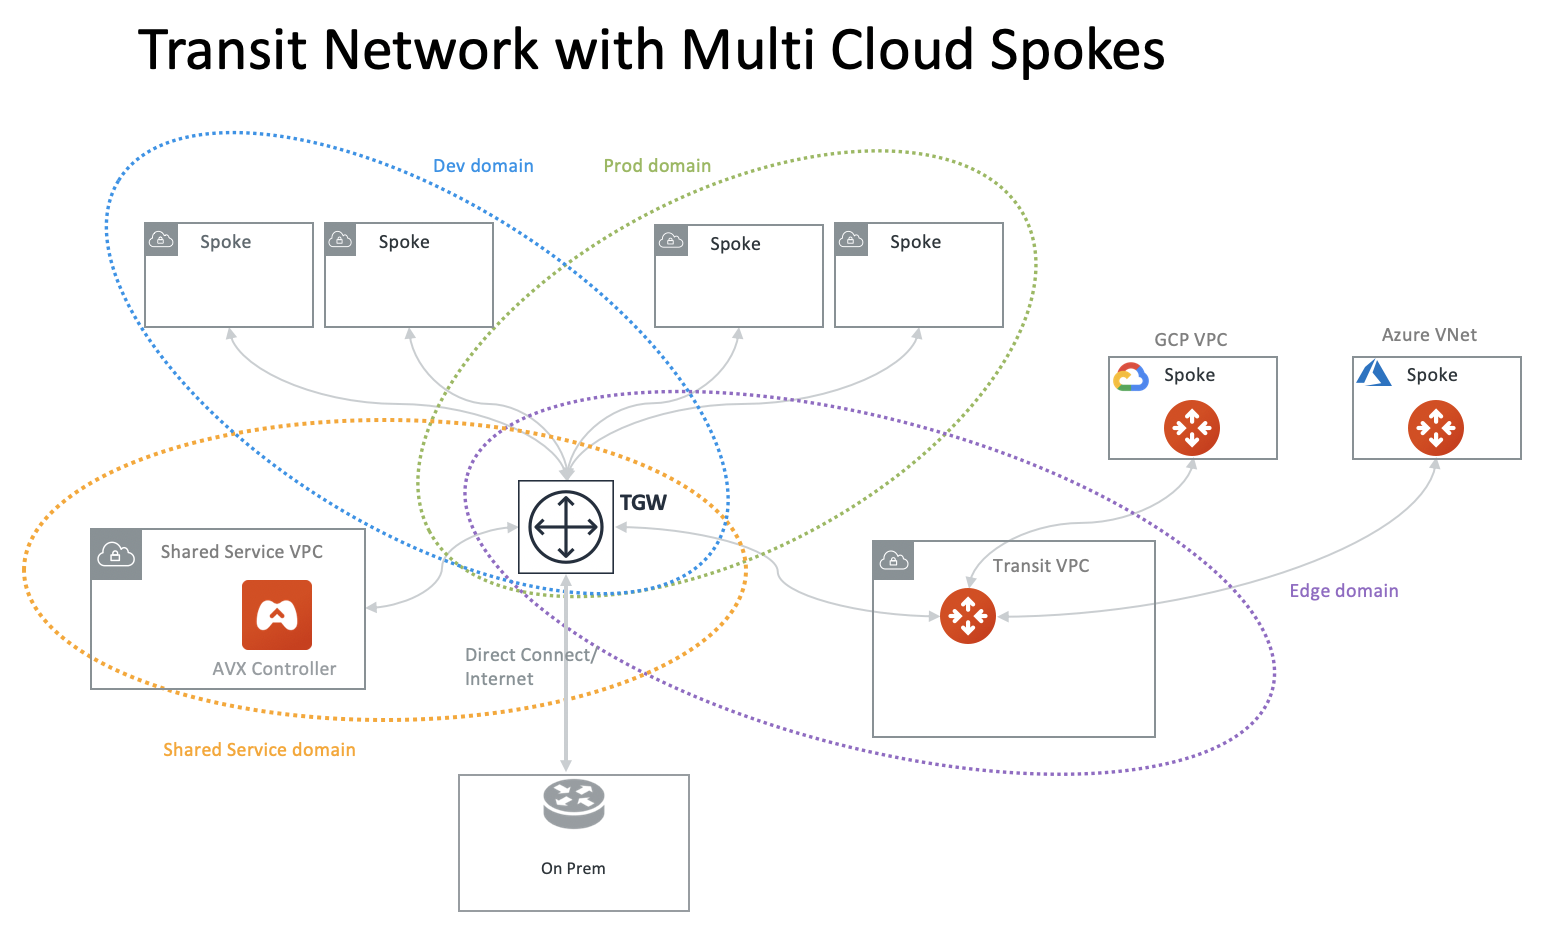 Transit Network with Multi Cloud Spokes
Dev domain
Prod domain
Spoke
Spoke
Spoke
Spoke
GCP VPC
Azure VNet
Spoke
Spoke
TGW
Shared Service VPC
Transit VPC
Edge domain
AVX Controller
Direct Connect/
Internet
Shared Service domain
On Prem